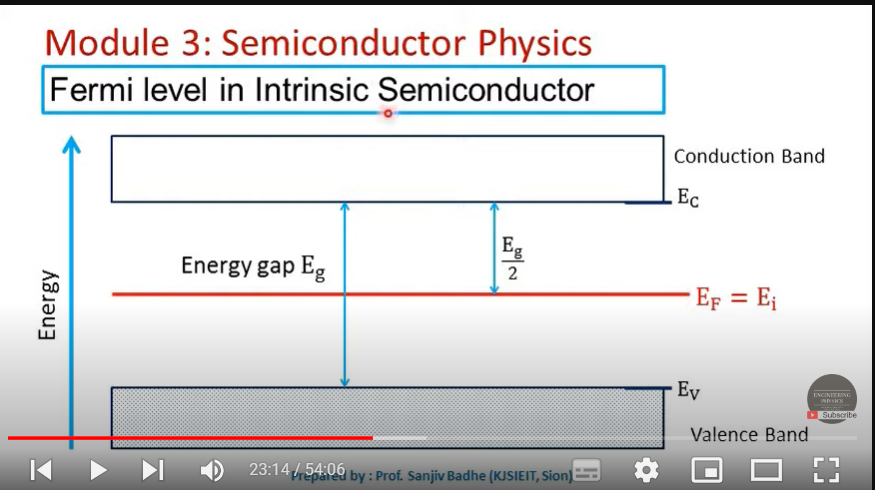 Module 3: Semiconductor Physics
Fermi level in Intrinsic Semiconductor
Conduction Band
E_C
Energy gap E_g
E_g
2
E_F = E_i
Energy
E_V
ENGINEERING
PHYSICS
Subscribe
Valence Band
23:14 / 54:06
Prepared by : Prof. Sanjiv Badhe (KJSIEIT, Sion)